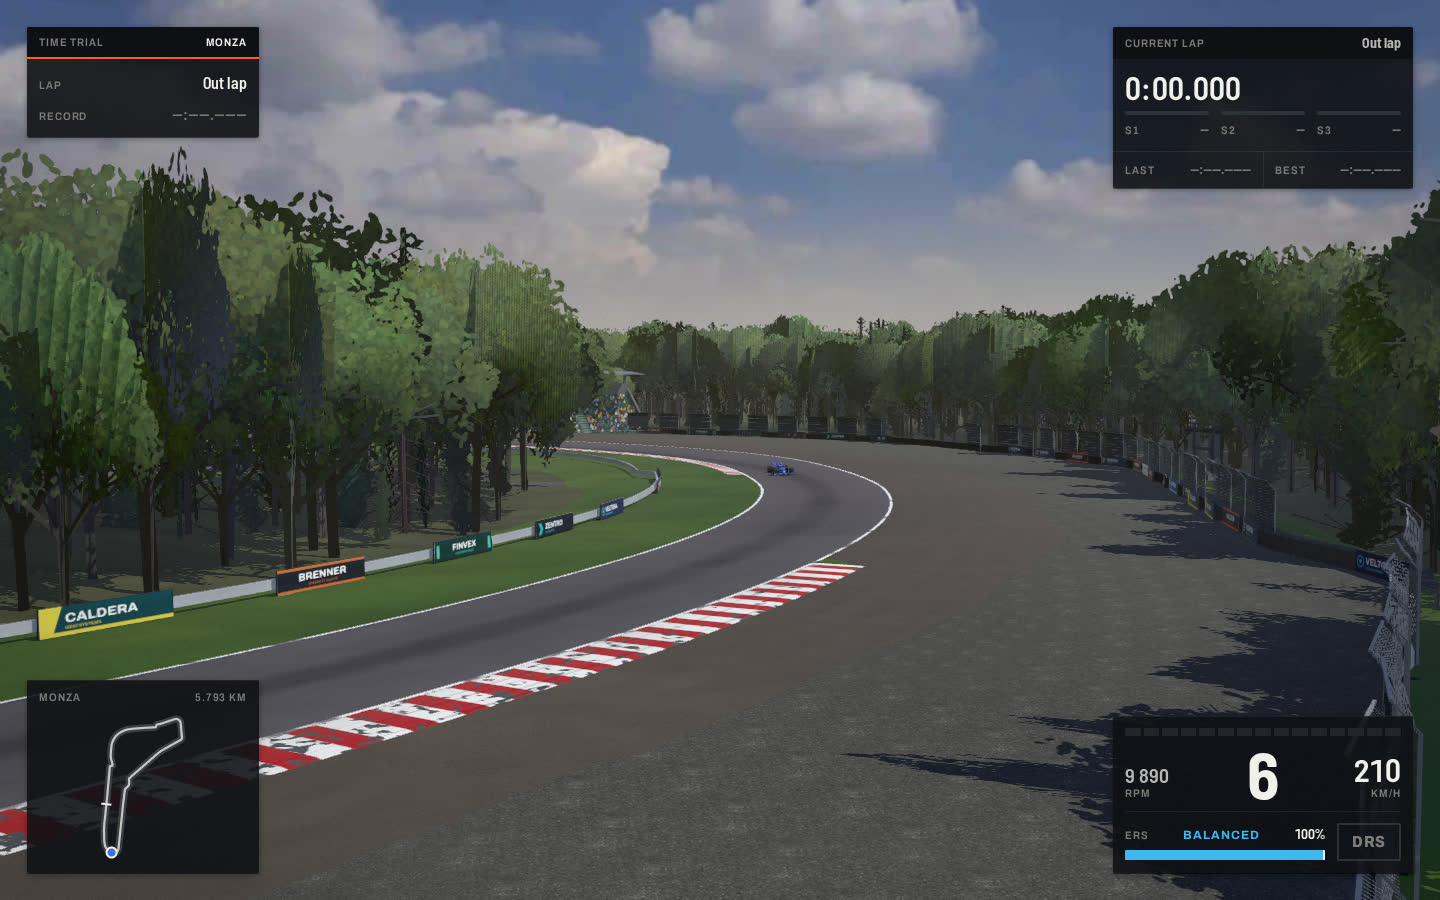 TIME TRIAL MONZA
LAP Out lap
RECORD —:——.———
CURRENT LAP Out lap
0:00.000
S1 — S2 — S3 —
LAST —:——.——— BEST —:——.———
ZENTRO
FINVEX
BRENNER
CALDERA
MONZA 5.793 KM
9 890 RPM
6
210 KM/H
ERS BALANCED 100%
DRS